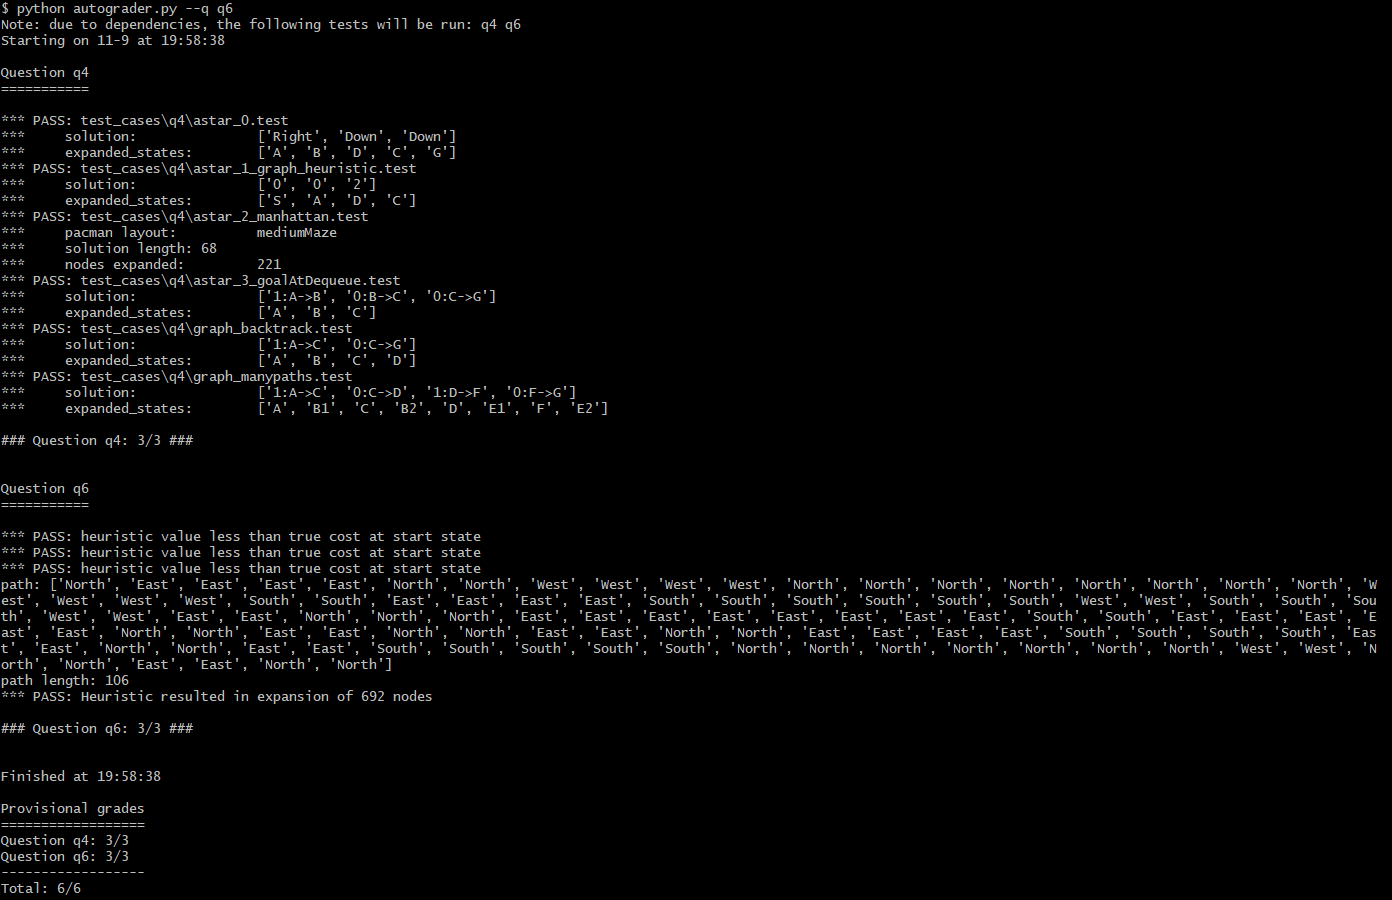 $ python autograder.py --q q6
Note: due to dependencies, the following tests will be run: q4 q6
Starting on 11-9 at 19:58:38
Question q4
===========
*** PASS: test_cases\q4\astar_0.test
***     solution:               ['Right', 'Down', 'Down']
***     expanded_states:        ['A', 'B', 'D', 'C', 'G']
*** PASS: test_cases\q4\astar_1_graph_heuristic.test
***     solution:               ['0', '0', '2']
***     expanded_states:        ['S', 'A', 'D', 'C']
*** PASS: test_cases\q4\astar_2_manhattan.test
***     pacman layout:          mediumMaze
***     solution length: 68
***     nodes expanded:         221
*** PASS: test_cases\q4\astar_3_goalAtDequeue.test
***     solution:               ['1:A->B', '0:B->C', '0:C->G']
***     expanded_states:        ['A', 'B', 'C']
*** PASS: test_cases\q4\graph_backtrack.test
***     solution:               ['1:A->C', '0:C->G']
***     expanded_states:        ['A', 'B', 'C', 'D']
*** PASS: test_cases\q4\graph_manypaths.test
***     solution:               ['1:A->C', '0:C->D', '1:D->F', '0:F->G']
***     expanded_states:        ['A', 'B1', 'C', 'B2', 'D', 'E1', 'F', 'E2']
### Question q4: 3/3 ###
Question q6
===========
*** PASS: heuristic value less than true cost at start state
*** PASS: heuristic value less than true cost at start state
*** PASS: heuristic value less than true cost at start state
path: ['North', 'East', 'East', 'East', 'East', 'North', 'North', 'West', 'West', 'West', 'West', 'North', 'North', 'North', 'North', 'North', 'North', 'North', 'North', 'W
est', 'West', 'West', 'West', 'South', 'South', 'East', 'East', 'East', 'East', 'South', 'South', 'South', 'South', 'South', 'South', 'West', 'West', 'South', 'South', 'Sou
th', 'West', 'West', 'East', 'East', 'North', 'North', 'North', 'East', 'East', 'East', 'East', 'East', 'East', 'East', 'East', 'South', 'South', 'East', 'East', 'East', 'E
ast', 'East', 'North', 'North', 'East', 'East', 'North', 'North', 'East', 'East', 'North', 'North', 'East', 'East', 'East', 'East', 'South', 'South', 'South', 'South', 'Eas
t', 'East', 'North', 'North', 'East', 'East', 'South', 'South', 'South', 'South', 'South', 'North', 'North', 'North', 'North', 'North', 'North', 'North', 'West', 'West', 'N
orth', 'North', 'East', 'East', 'North', 'North']
path length: 106
*** PASS: Heuristic resulted in expansion of 692 nodes
### Question q6: 3/3 ###
Finished at 19:58:38
Provisional grades
==================
Question q4: 3/3
Question q6: 3/3
------------------
Total: 6/6